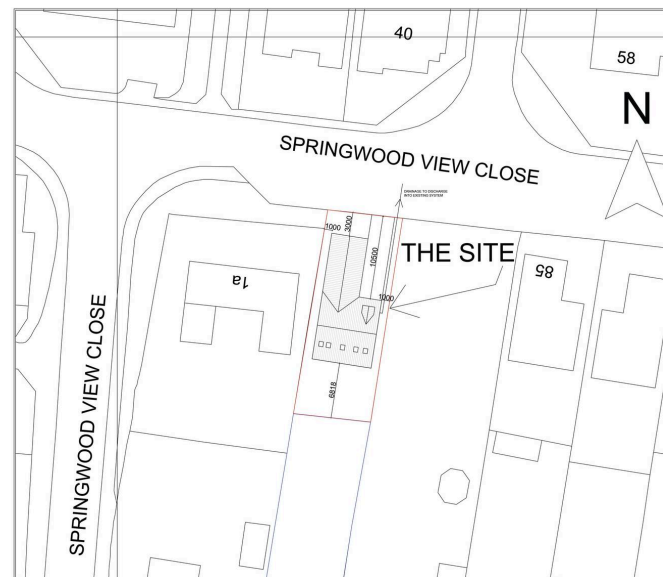 40
58
N
SPRINGWOOD VIEW CLOSE
DRAINAGE TO DISCHARGE
INTO EXISTING SYSTEM
1000
3000
10500
THE SITE
1a
85
1000
6818
SPRINGWOOD VIEW CLOSE